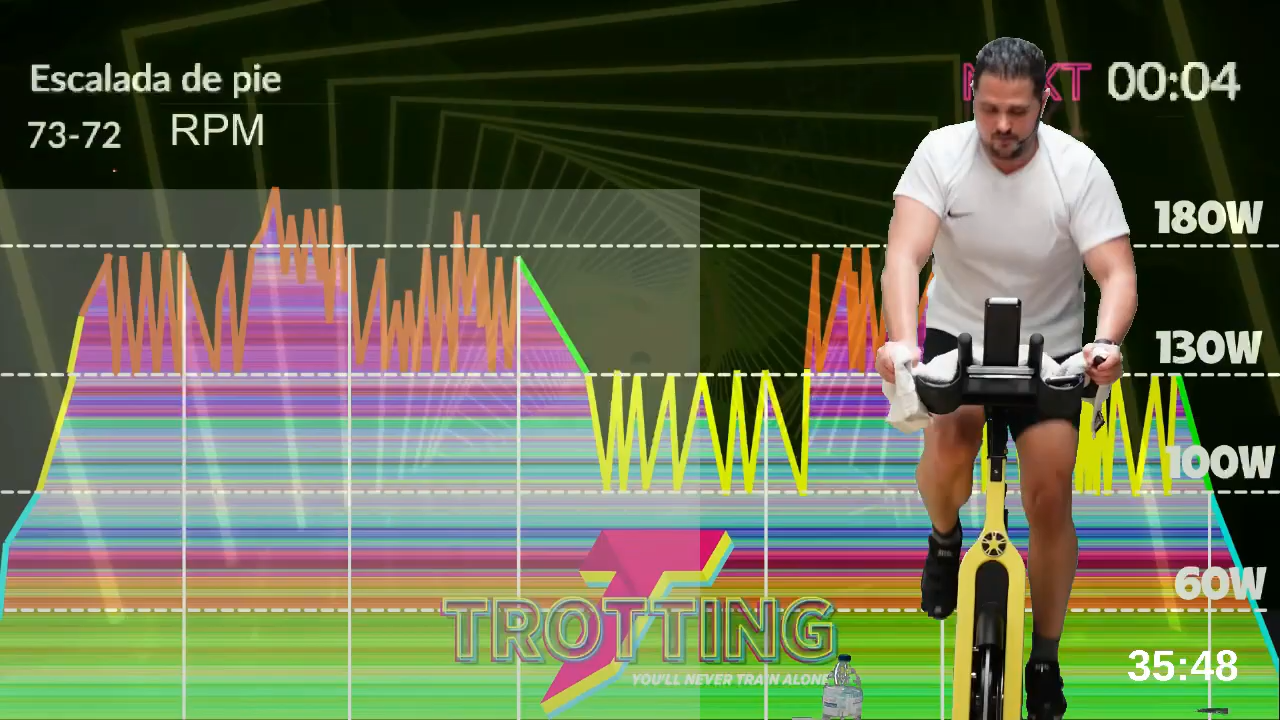 Escalada de pie
73-72 RPM
NEXT 00:04
180W
130W
100W
60W
TROTTING
YOU'LL NEVER TRAIN ALONE
35:48